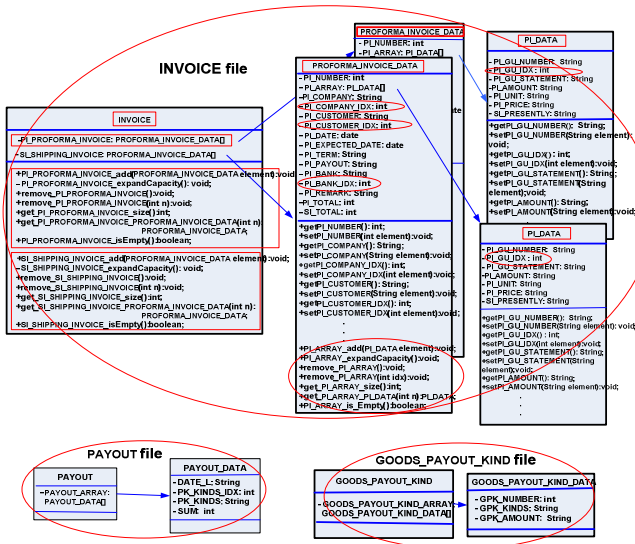 INVOICE file
INVOICE
-PI_PROFORMA_INVOICE: PROFORMA_INVOICE_DATA[]
-SI_SHIPPING_INVOICE: PROFORMA_INVOICE_DATA[]
+PI_PROFORMA_INVOICE_add(PROFORMA_INVOICE_DATA element):void
-PI_PROFORMA_INVOICE_expandCapacity():void;
+remove_PI_PROFORMA_INVOICE():void;
+remove_PI_PROFORMA_INVOICE(int n):void;
+get_PI_PROFORMA_INVOICE_size():int;
+get_PI_PROFORMA_INVOICE_PROFORMA_DATA(int n):
PROFORMA_INVOICE_DATA;
+PI_PROFORMA_INVOICE_isEmpty():boolean;
+SI_SHIPPING_INVOICE_add(PROFORMA_INVOICE_DATA element):void;
-SI_SHIPPING_INVOICE_expandCapacity(): void;
+remove_SI_SHIPPING_INVOICE():void;
+remove_SI_SHIPPING_INVOICE(int n):void;
+get_SI_SHIPPING_INVOICE_size():int;
+get_SI_SHIPPING_INVOICE_PROFORMA_DATA(int n):
PROFORMA_INVOICE_DATA;
+SI_SHIPPING_INVOICE_isEmpty():boolean;
PROFORMA_INVOICE_DATA
-PI_NUMBER: int
-PI_ARRAY: PI_DATA[]
PROFORMA_INVOICE_DATA
-PI_NUMBER: int
-PI_ARRAY: PI_DATA[]
-PI_COMPANY: String
-PI_COMPANY_IDX: int
-PI_CUSTOMER: String
-PI_CUSTOMER_IDX: int
-PI_DATE: date
-PI_EXPECTED_DATE: date
-PI_TERM: String
-PI_PAYOUT: String
-PI_BANK: String
-PI_BANK_IDX: int
-PI_REMARK: String
-PI_TOTAL: int
-SI_TOTAL: int
+getPI_NUMBER(): int;
+setPI_NUMBER(int element):void;
+getPI_COMPANY(): String;
+setPI_COMPANY(String element):void;
+getPI_COMPANY_IDX(): int;
+setPI_COMPANY_IDX(int element):void;
+getPI_CUSTOMER(): String;
+setPI_CUSTOMER(String element):void;
+getPI_CUSTOMER_IDX(): int;
+setPI_CUSTOMER_IDX(int element):void;
.
.
+PI_ARRAY_add(PI_DATA element):void;
+PI_ARRAY_expandCapacity():void;
+remove_PI_ARRAY():void;
+remove_PI_ARRAY(int idx):void;
+get_PI_ARRAY_size():int;
+get_PI_ARRAY_PI_DATA(int n):PI_DATA;
+PI_ARRAY_is_Empty():boolean;
PI_DATA
-PI_GU_NUMBER: String
-PI_GU_IDX: int
-PI_GU_STATEMENT: String
-PI_AMOUNT: String
-PI_UNIT: String
-PI_PRICE: String
-SI_PRESENTLY: String
+getPI_GU_NUMBER(): String;
+setPI_GU_NUMBER(String element):
void;
+getPI_GU_IDX(): int;
+setPI_GU_IDX(int element):void;
+getPI_GU_STATEMENT(): String;
+setPI_GU_STATEMENT(String
element):void;
+getPI_AMOUNT(): String;
+setPI_AMOUNT(String element):void;
PI_DATA
-PI_GU_NUMBER: String
-PI_GU_IDX: int
-PI_GU_STATEMENT: String
-PI_AMOUNT: String
-PI_UNIT: String
-PI_PRICE: String
-SI_PRESENTLY: String
+getPI_GU_NUMBER(): String;
+setPI_GU_NUMBER(String element): void;
+getPI_GU_IDX(): int;
+setPI_GU_IDX(int element):void;
+getPI_GU_STATEMENT(): String;
+setPI_GU_STATEMENT(String
element):void;
+getPI_AMOUNT(): String;
+setPI_AMOUNT(String element):void;
.
.
.
PAYOUT file
PAYOUT
-PAYOUT_ARRAY:
PAYOUT_DATA[]
PAYOUT_DATA
-DATE_L: String
-PK_KINDS_IDX: int
-PK_KINDS: String
-SUM: int
GOODS_PAYOUT_KIND file
GOODS_PAYOUT_KIND
-GOODS_PAYOUT_KIND_ARRAY:
GOODS_PAYOUT_KIND_DATA[]
GOODS_PAYOUT_KIND_DATA
-GPK_NUMBER: int
-GPK_KINDS: String
-GPK_AMOUNT: String